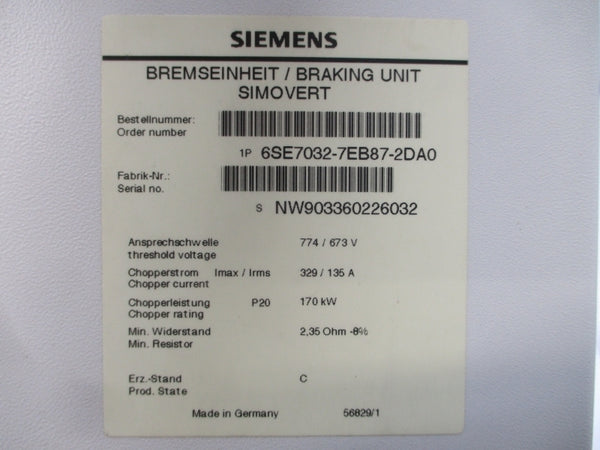 SIEMENS
BREMSEINHEIT / BRAKING UNIT
SIMOVERT
Bestellnummer:
Order number
1P 6SE7032-7EB87-2DA0
Fabrik-Nr.:
Serial no.
S NW903360226032
Ansprechschwelle 774 / 673 V
threshold voltage
Chopperstrom Imax / Irms 329 / 135 A
Chopper current
Chopperleistung P20 170 kW
Chopper rating
Min. Widerstand 2,35 Ohm -8%
Min. Resistor
Erz.-Stand C
Prod. State
Made in Germany 56829/1